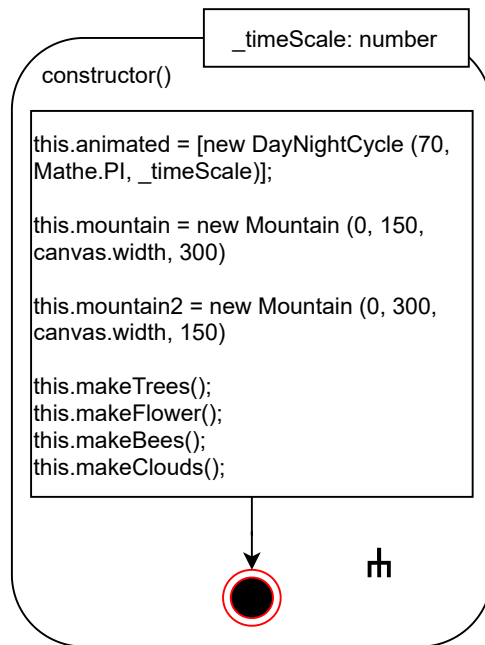 _timeScale: number
constructor()
this.animated = [new DayNightCycle (70,
Mathe.PI, _timeScale)];
this.mountain = new Mountain (0, 150,
canvas.width, 300)
this.mountain2 = new Mountain (0, 300,
canvas.width, 150)
this.makeTrees();
this.makeFlower();
this.makeBees();
this.makeClouds();